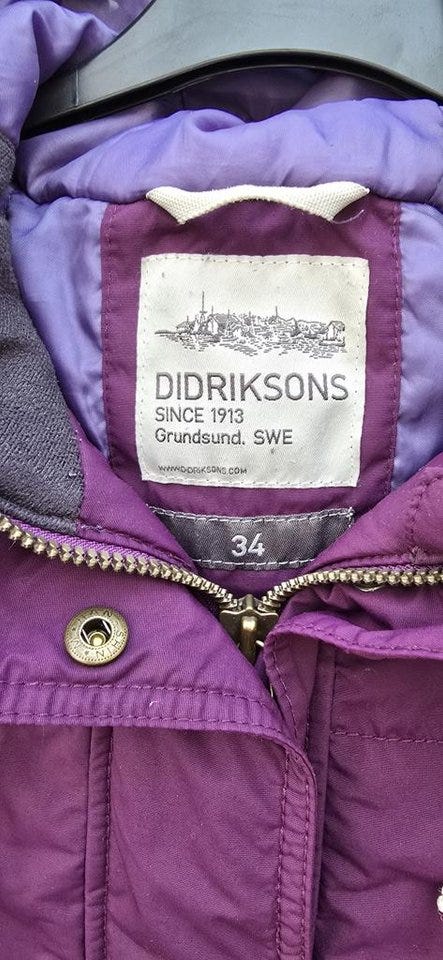 DIDRIKSONS
SINCE 1913
Grundsund. SWE
WWW.DIDRIKSONS.COM
34